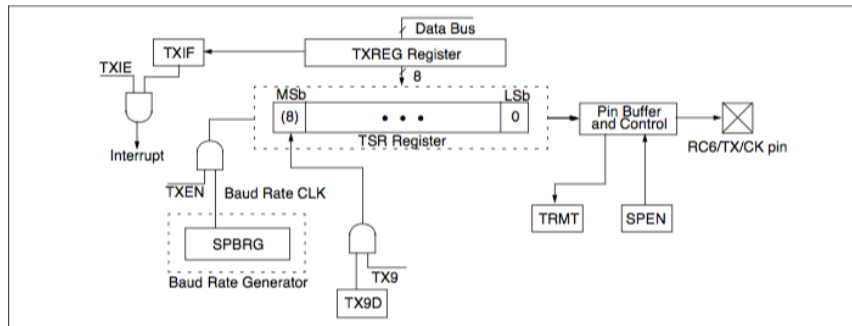 Data Bus
TXIF
TXREG Register
TXIE
8
MSb
LSb
(8)
• • •
0
Pin Buffer
and Control
TSR Register
RC6/TX/CK pin
Interrupt
TXEN
Baud Rate CLK
TRMT
SPEN
SPBRG
TX9
Baud Rate Generator
TX9D